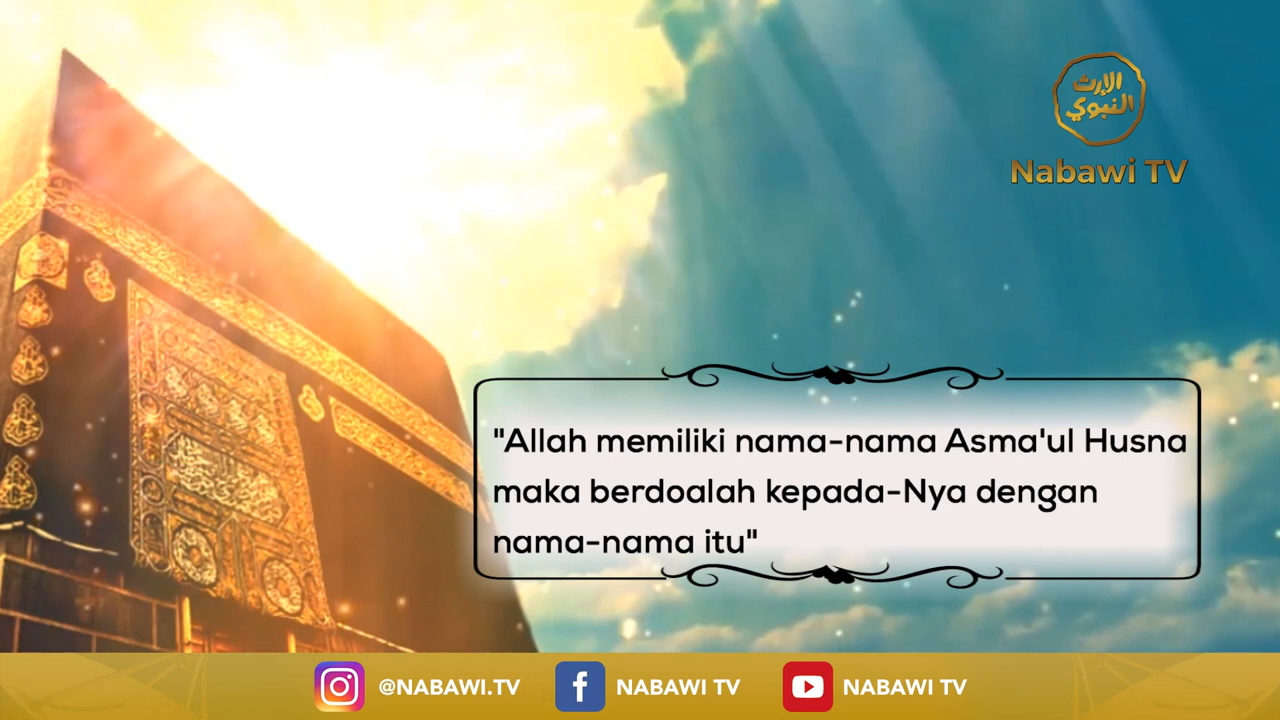 الإرث
النبوي
Nabawi TV
"Allah memiliki nama-nama Asma'ul Husna
maka berdoalah kepada-Nya dengan
nama-nama itu"
@NABAWI.TV
NABAWI TV
NABAWI TV